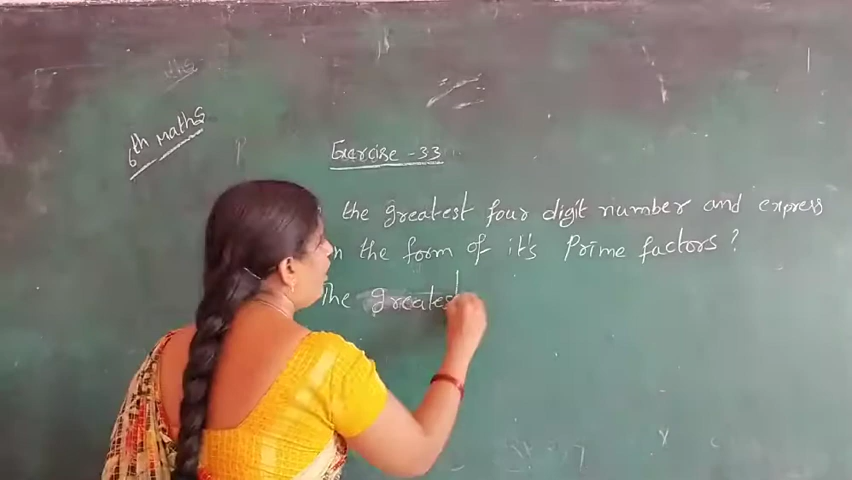 6th Maths
Exercise - 33
the greatest four digit number and express
in the form of it's Prime factors?
The greatest